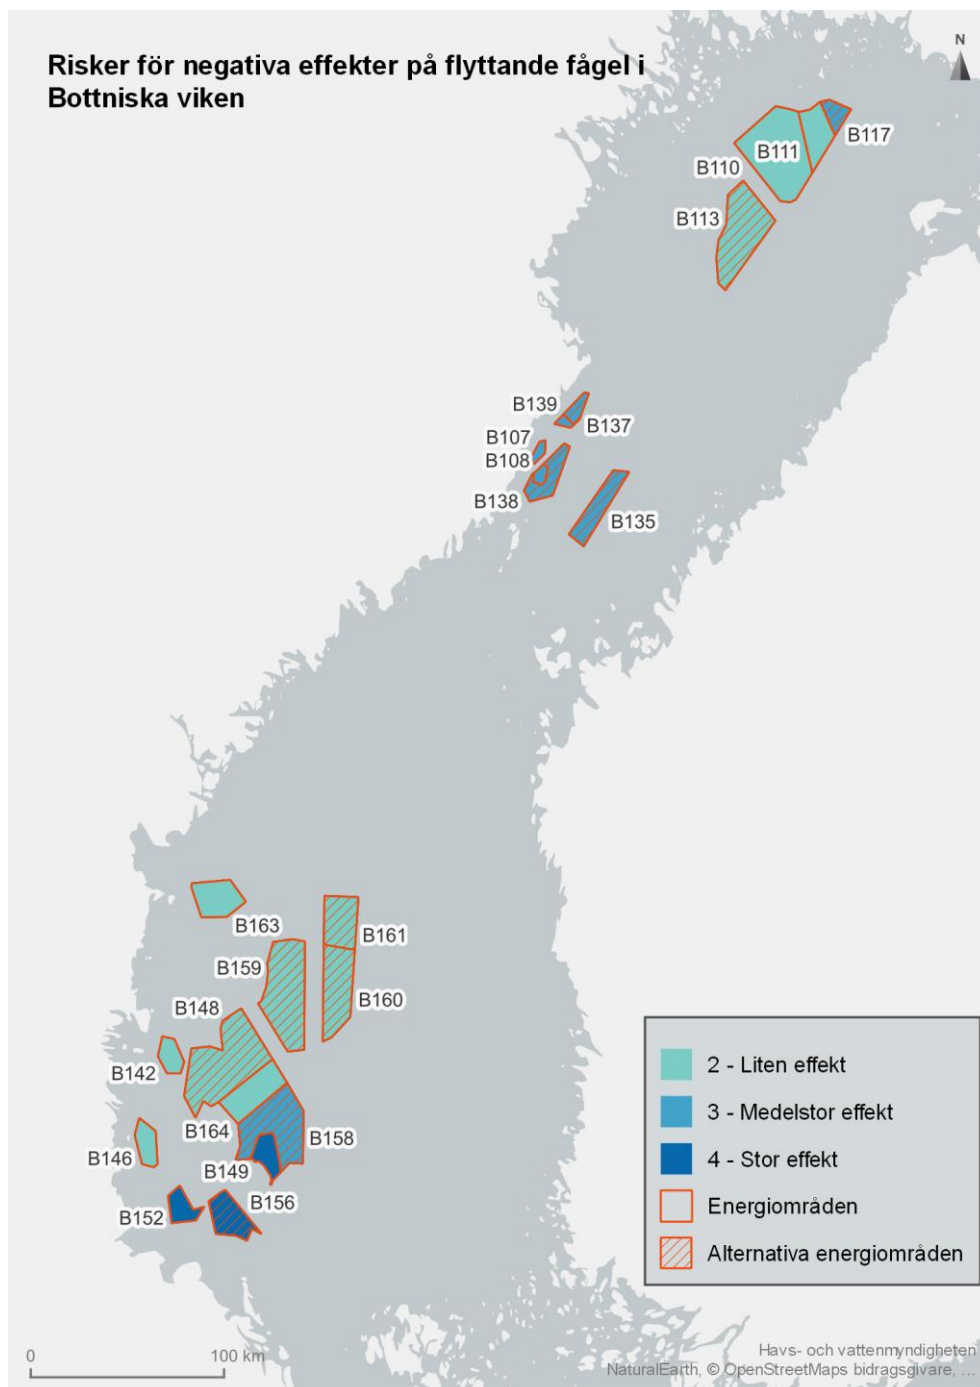 Risker för negativa effekter på flyttande fågel i
Bottniska viken
N
B117
B111
B110
B113
B139
B137
B107
B108
B138
B135
B163
B161
B159
B160
B148
B142
B164
B158
B146
B149
B156
B152
2 - Liten effekt
3 - Medelstor effekt
4 - Stor effekt
Energiområden
Alternativa energiområden
0
100 km
Havs- och vattenmyndigheten
NaturalEarth, © OpenStreetMaps bidragsgivare, ...